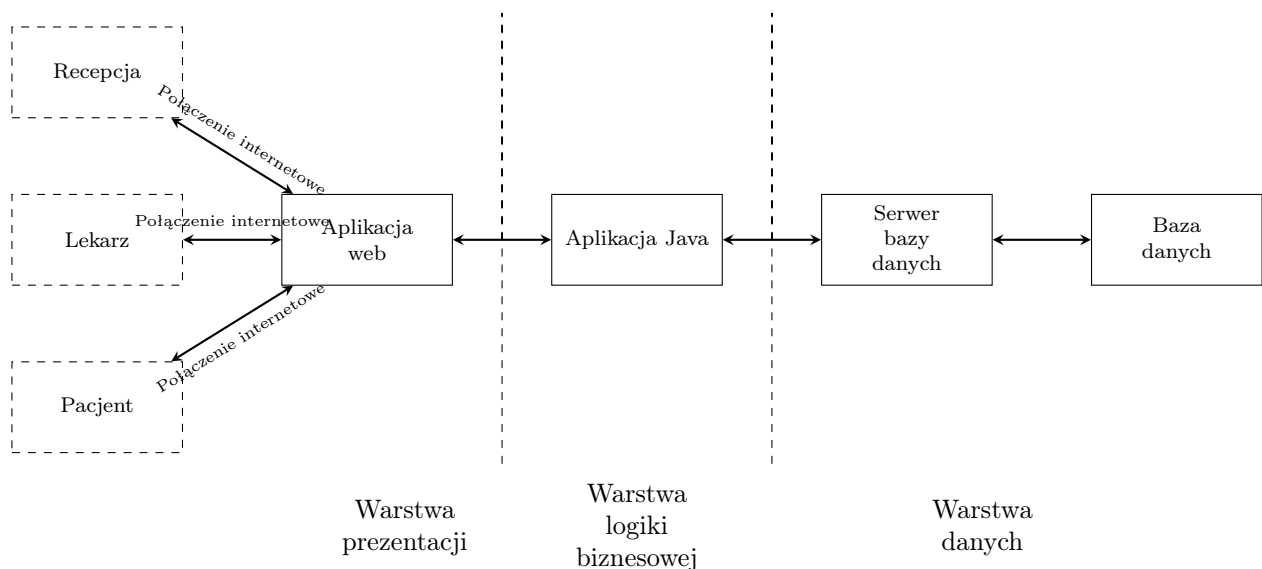 Recepcja
Połączenie internetowe
Lekarz
Połączenie internetowe
Aplikacja
web
Aplikacja Java
Serwer
bazy
danych
Baza
danych
Połączenie internetowe
Pacjent
Warstwa
prezentacji
Warstwa
logiki
biznesowej
Warstwa
danych